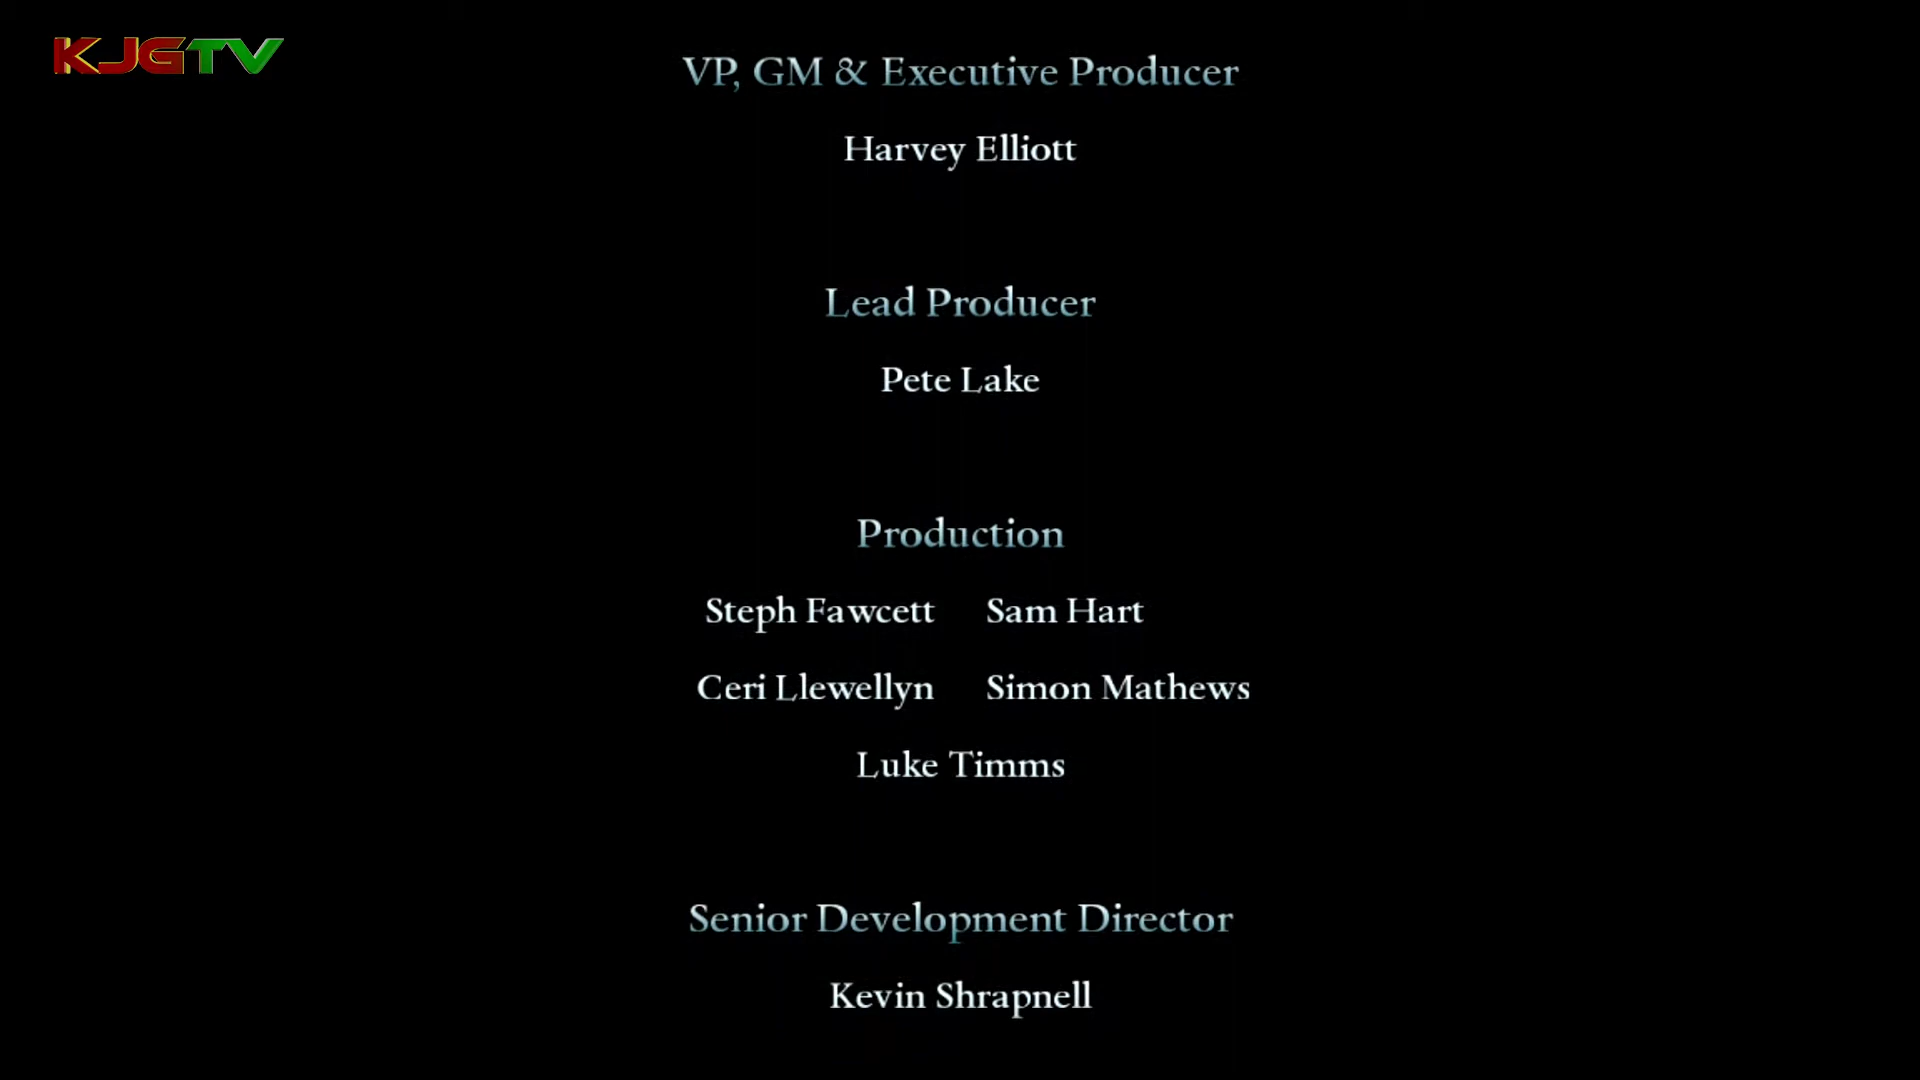 KJGTV
VP, GM & Executive Producer
Harvey Elliott
Lead Producer
Pete Lake
Production
Steph Fawcett Sam Hart
Ceri Llewellyn Simon Mathews
Luke Timms
Senior Development Director
Kevin Shrapnell